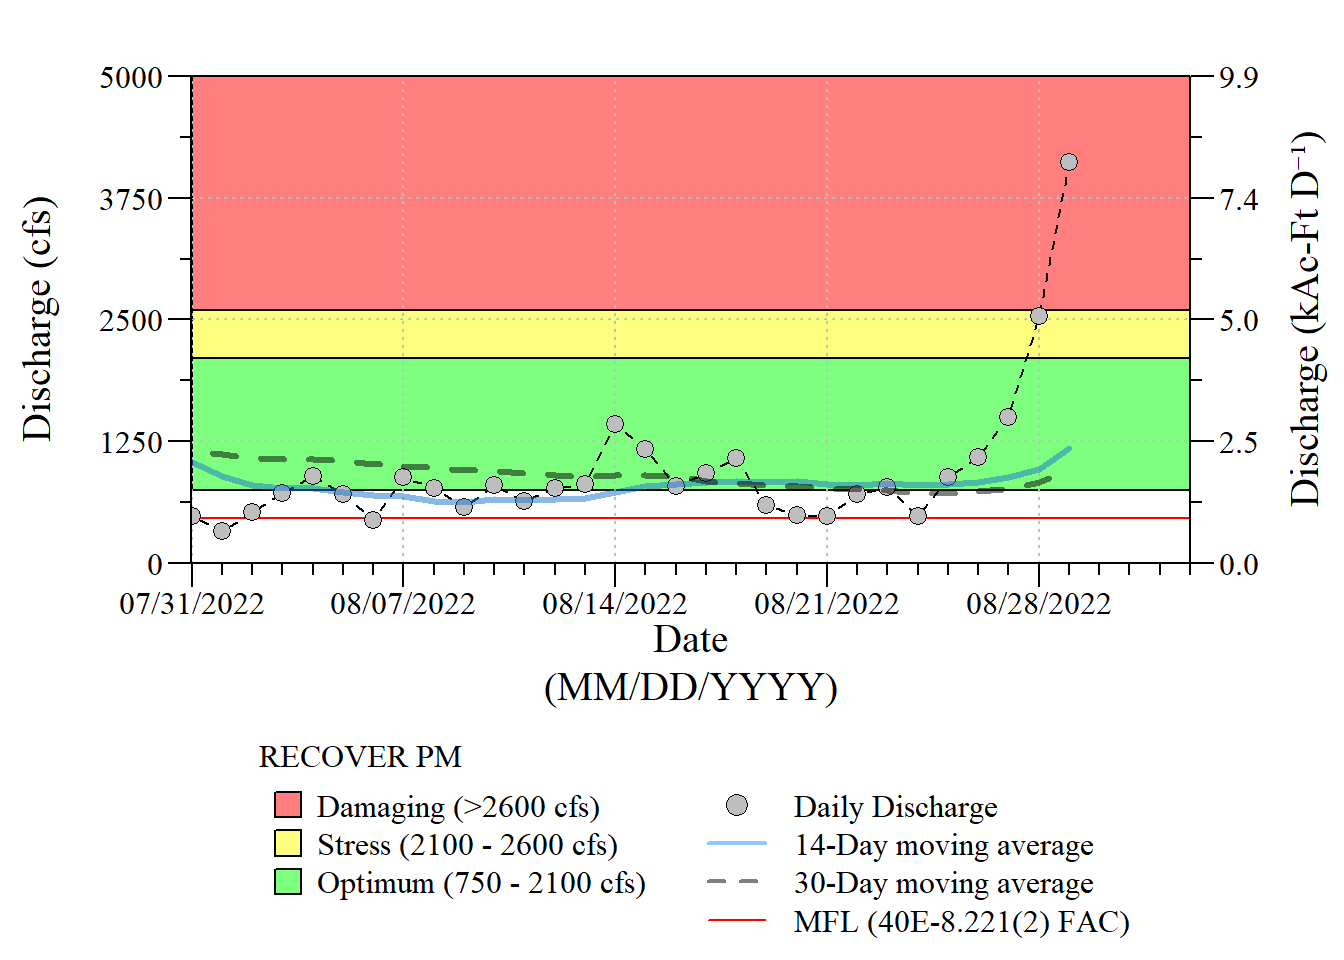 5000
3750
2500
1250
0
Discharge (cfs)
9.9
7.4
5.0
2.5
0.0
Discharge (kAc-Ft D⁻¹)
07/31/2022 08/07/2022 08/14/2022 08/21/2022 08/28/2022
Date
(MM/DD/YYYY)
RECOVER PM
Damaging (>2600 cfs)
Stress (2100 - 2600 cfs)
Optimum (750 - 2100 cfs)
Daily Discharge
14-Day moving average
30-Day moving average
MFL (40E-8.221(2) FAC)